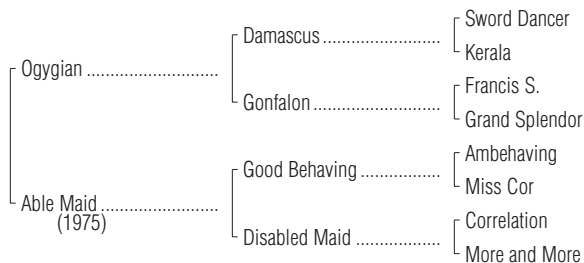 Sword Dancer
Damascus
Kerala
Ogygian
Francis S.
Gonfalon
Grand Splendor
Ambehaving
Good Behaving
Miss Cor
Able Maid
(1975)
Correlation
Disabled Maid
More and More